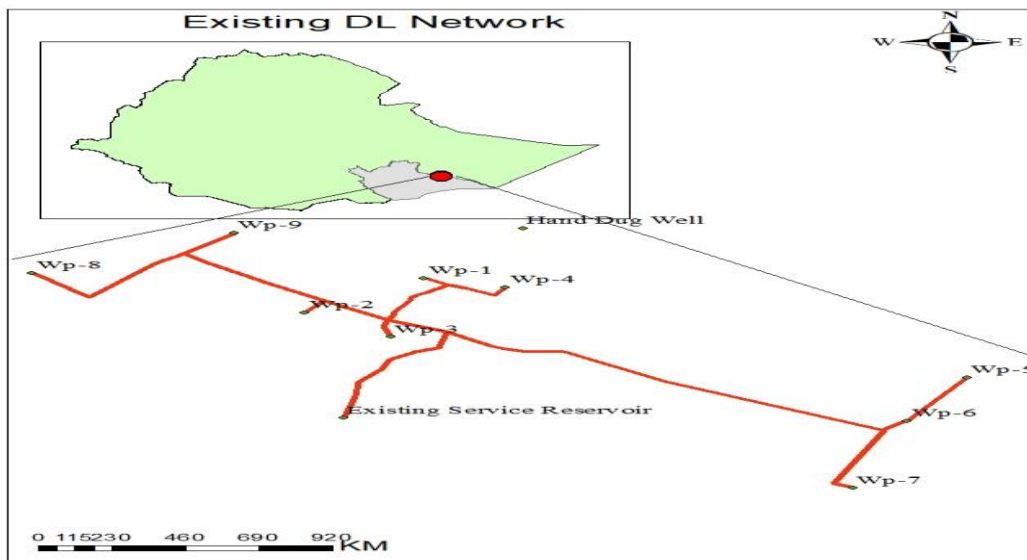 Existing DL Network
N
W E
S
Hand Dug Well
Wp-9
Wp-8
Wp-1
Wp-4
Wp-2
Wp-3
Wp-5
Existing Service Reservoir
Wp-6
Wp-7
0 115230 460 690 920
KM